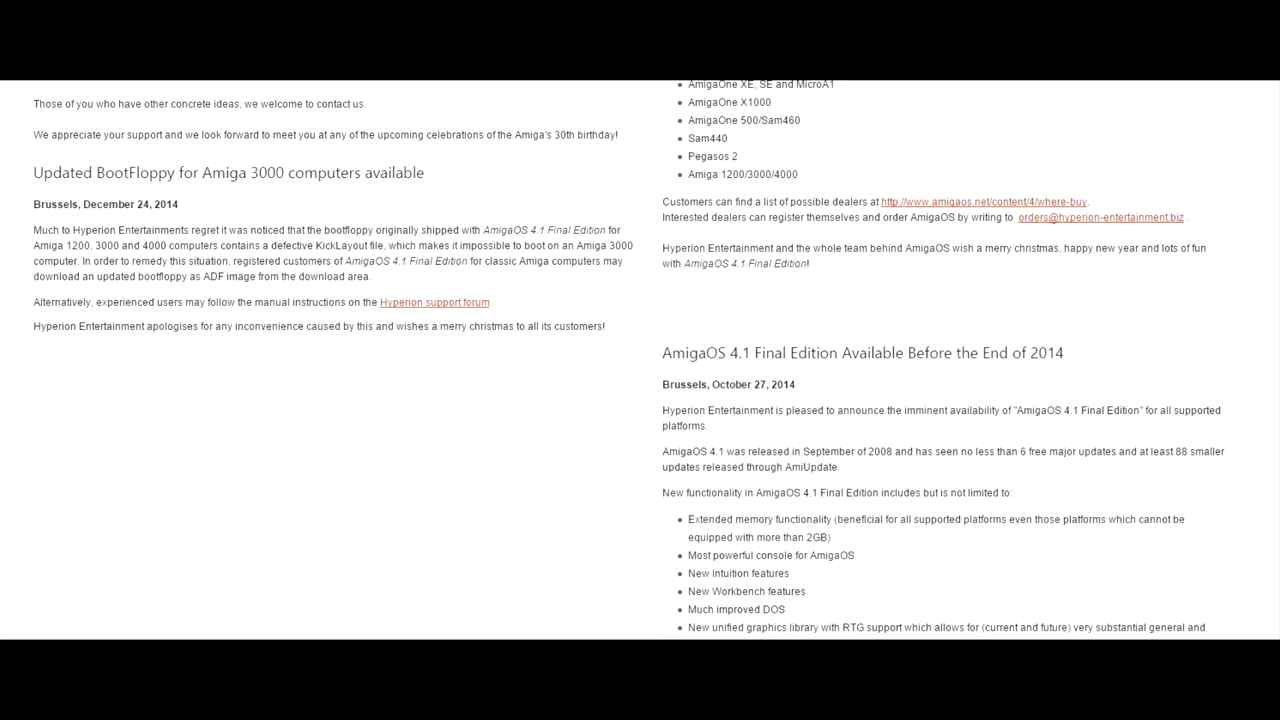 Those of you who have other concrete ideas, we welcome to contact us.
We appreciate your support and we look forward to meet you at any of the upcoming celebrations of the Amiga's 30th birthday!
Updated BootFloppy for Amiga 3000 computers available
Brussels, December 24, 2014
Much to Hyperion Entertainments regret it was noticed that the bootfloppy originally shipped with AmigaOS 4.1 Final Edition for
Amiga 1200, 3000 and 4000 computers contains a defective KickLayout file, which makes it impossible to boot on an Amiga 3000
computer. In order to remedy this situation, registered customers of AmigaOS 4.1 Final Edition for classic Amiga computers may
download an updated bootfloppy as ADF image from the download area.
Alternatively, experienced users may follow the manual instructions on the Hyperion support forum.
Hyperion Entertainment apologises for any inconvenience caused by this and wishes a merry christmas to all its customers!
AmigaOne XE, SE and MicroA1
AmigaOne X1000
AmigaOne 500/Sam460
Sam440
Pegasos 2
Amiga 1200/3000/4000
Customers can find a list of possible dealers at http://www.amigaos.net/content/4/where-buy.
Interested dealers can register themselves and order AmigaOS by writing to orders@hyperion-entertainment.biz .
Hyperion Entertainment and the whole team behind AmigaOS wish a merry christmas, happy new year and lots of fun
with AmigaOS 4.1 Final Edition!
AmigaOS 4.1 Final Edition Available Before the End of 2014
Brussels, October 27, 2014
Hyperion Entertainment is pleased to announce the imminent availability of "AmigaOS 4.1 Final Edition" for all supported
platforms.
AmigaOS 4.1 was released in September of 2008 and has seen no less than 6 free major updates and at least 88 smaller
updates released through AmiUpdate.
New functionality in AmigaOS 4.1 Final Edition includes but is not limited to:
Extended memory functionality (beneficial for all supported platforms even those platforms which cannot be
equipped with more than 2GB)
Most powerful console for AmigaOS
New Intuition features
New Workbench features
Much improved DOS
New unified graphics library with RTG support which allows for (current and future) very substantial general and